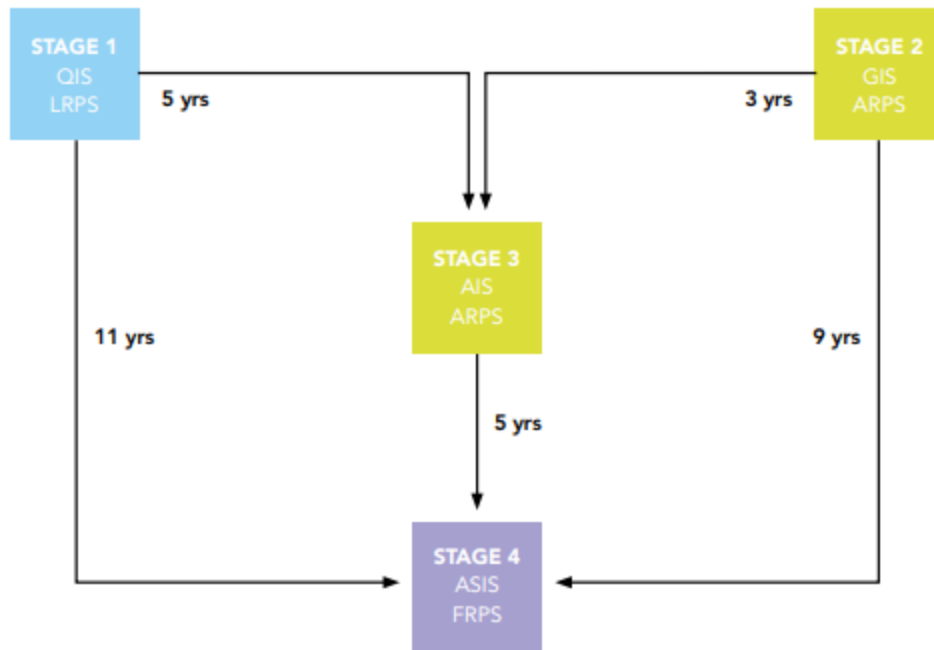 STAGE 1
QIS
LRPS
5 yrs
3 yrs
STAGE 2
GIS
ARPS
STAGE 3
AIS
ARPS
11 yrs
9 yrs
5 yrs
STAGE 4
ASIS
FRPS